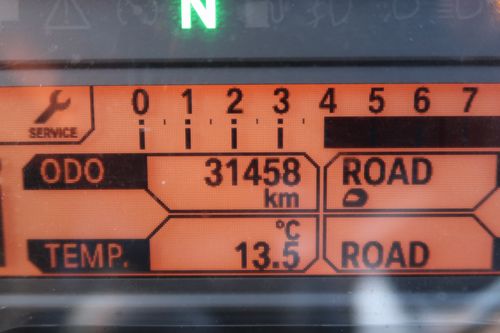 N
0 1 2 3 4 5 6 7
SERVICE
ODO 31458 km ROAD
TEMP. °C 13.5 ROAD